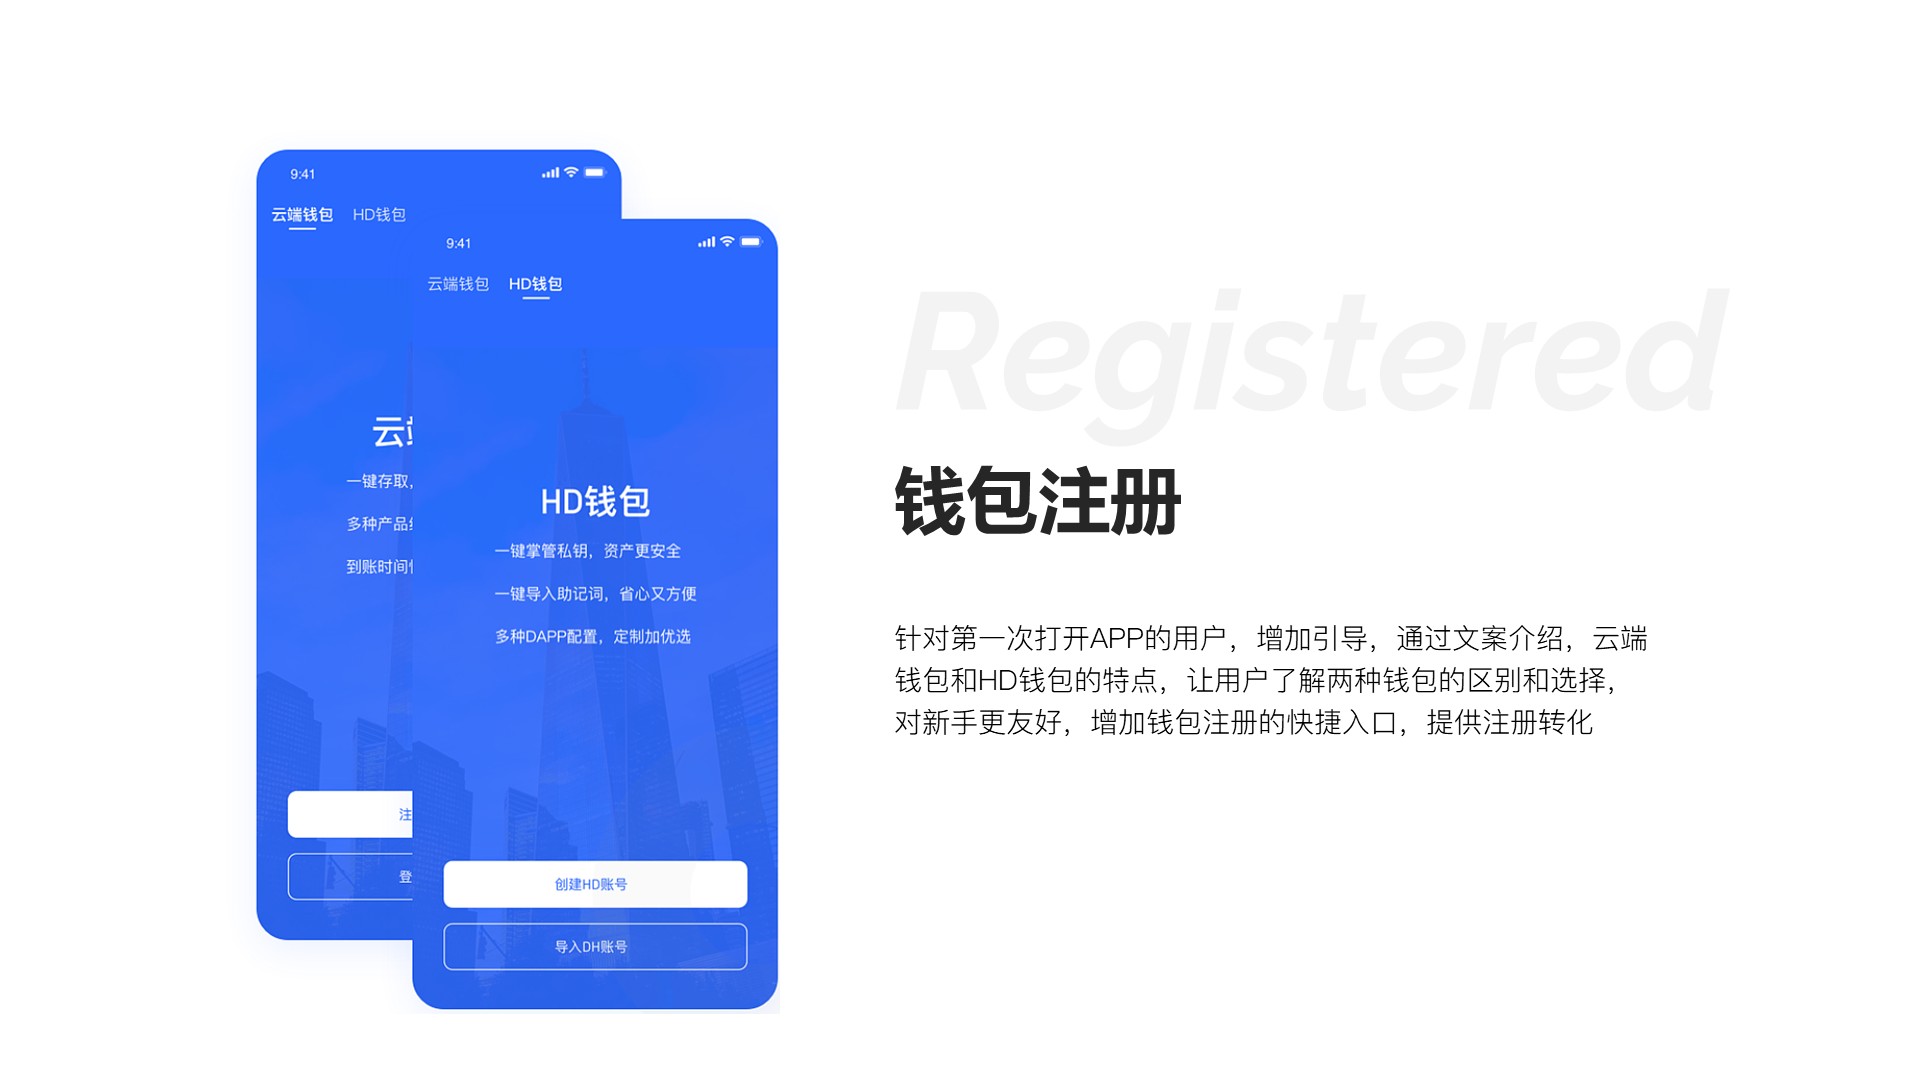 9:41
云端钱包 HD钱包
云
一键存取，
多种产品
到账时间
注
登
9:41
云端钱包 HD钱包
HD钱包
一键掌管私钥，资产更安全
一键导入助记词，省心又方便
多种DAPP配置，定制加优选
创建HD账号
导入DH账号
Registered
钱包注册
针对第一次打开APP的用户，增加引导，通过文案介绍，云端
钱包和HD钱包的特点，让用户了解两种钱包的区别和选择，
对新手更友好，增加钱包注册的快捷入口，提供注册转化